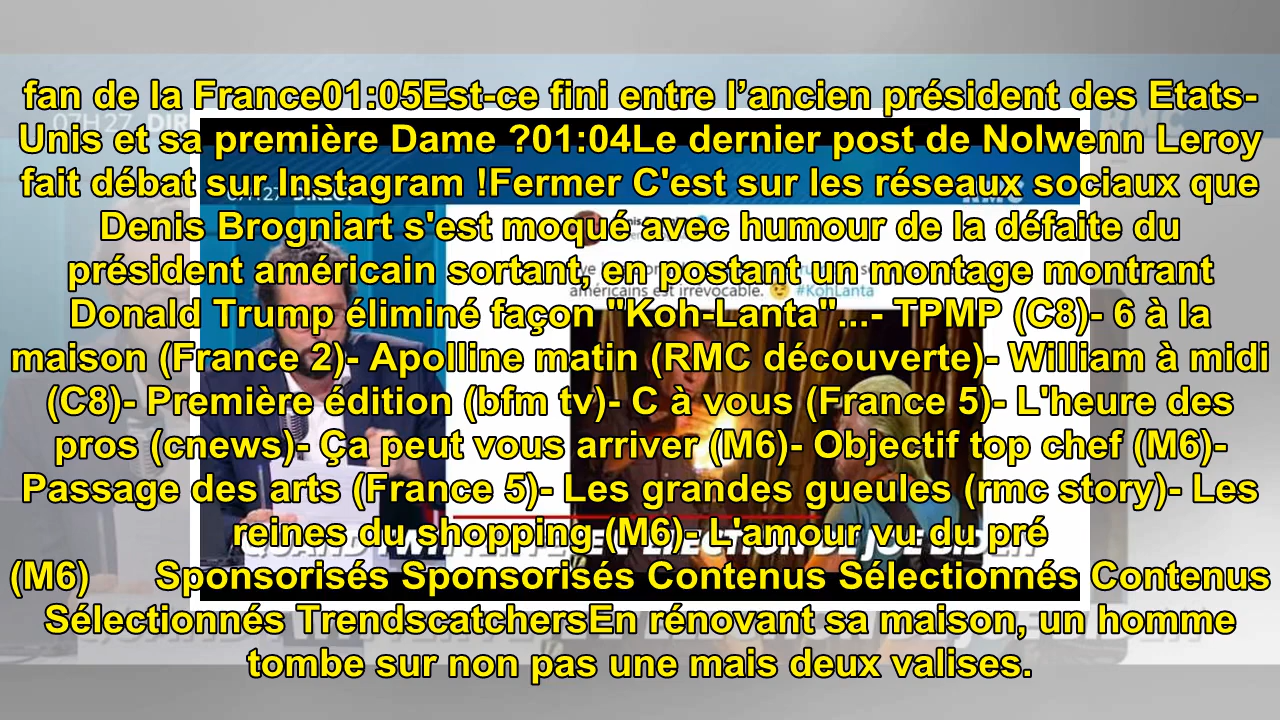 fan de la France01:05Est-ce fini entre l’ancien président des Etats-
Unis et sa première Dame ?01:04Le dernier post de Nolwenn Leroy
fait débat sur Instagram !Fermer C'est sur les réseaux sociaux que
Denis Brogniart s'est moqué avec humour de la défaite du
président américain sortant, en postant un montage montrant
Donald Trump éliminé façon "Koh-Lanta"...- TPMP (C8)- 6 à la
maison (France 2)- Apolline matin (RMC découverte)- William à midi
(C8)- Première édition (bfm tv)- C à vous (France 5)- L'heure des
pros (cnews)- Ça peut vous arriver (M6)- Objectif top chef (M6)-
Passage des arts (France 5)- Les grandes gueules (rmc story)- Les
reines du shopping (M6)- L'amour vu du pré
(M6) Sponsorisés Sponsorisés Contenus Sélectionnés Contenus
Sélectionnés TrendscatchersEn rénovant sa maison, un homme
tombe sur non pas une mais deux valises.
07H27 DIRECT
RMC
américains est irrévocable. 😉 #KohLanta